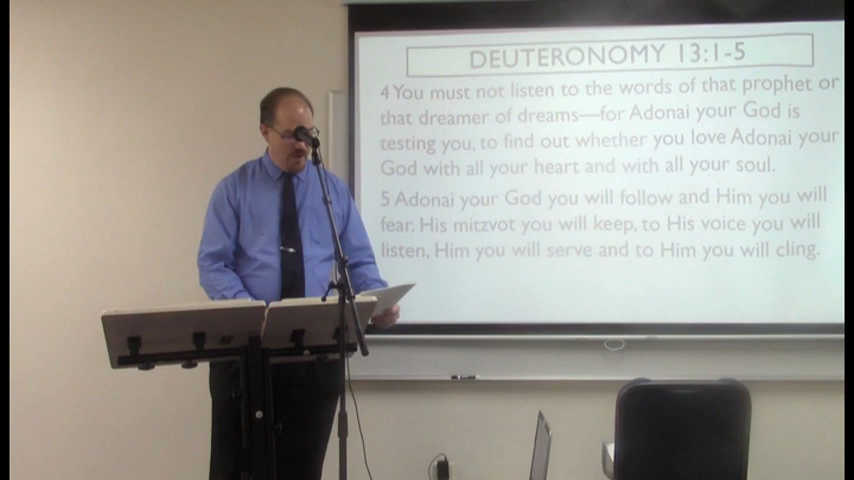 DEUTERONOMY 13:1-5
4 You must not listen to the words of that prophet or
that dreamer of dreams—for Adonai your God is
testing you, to find out whether you love Adonai your
God with all your heart and with all your soul.
5 Adonai your God you will follow and Him you will
fear. His mitzvot you will keep, to His voice you will
listen, Him you will serve and to Him you will cling.